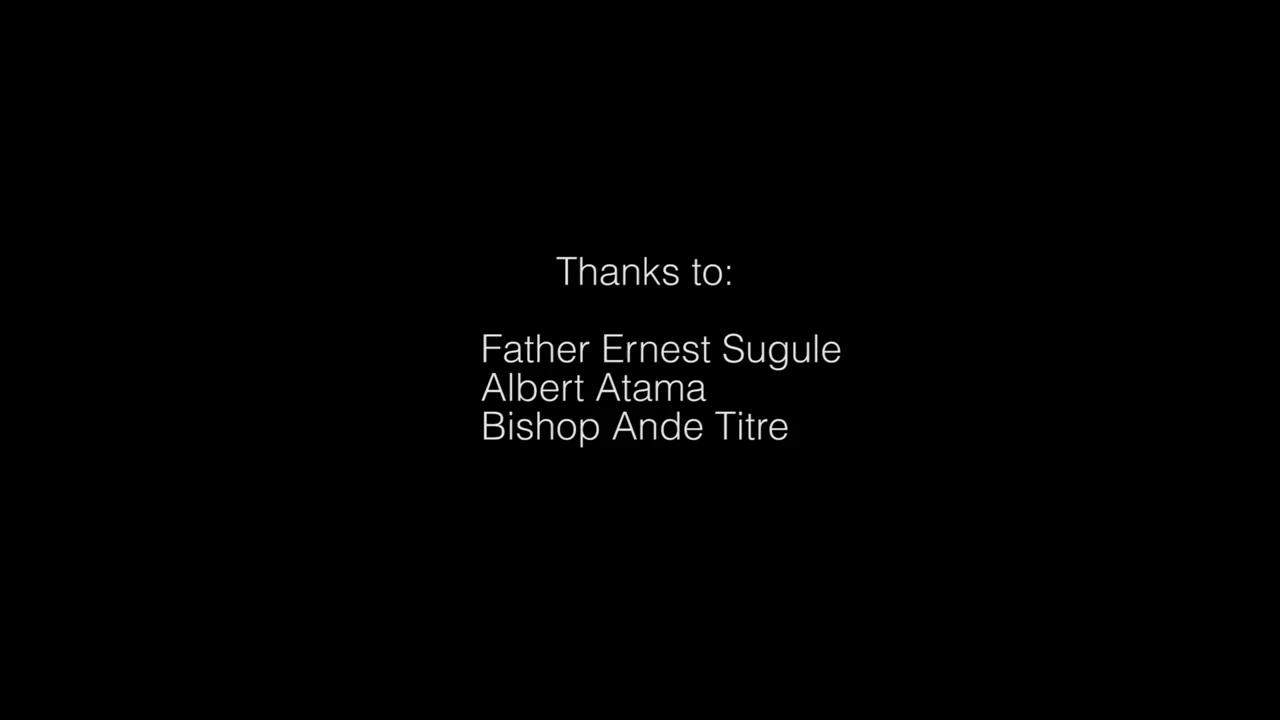 Thanks to:
Father Ernest Sugule
Albert Atama
Bishop Ande Titre